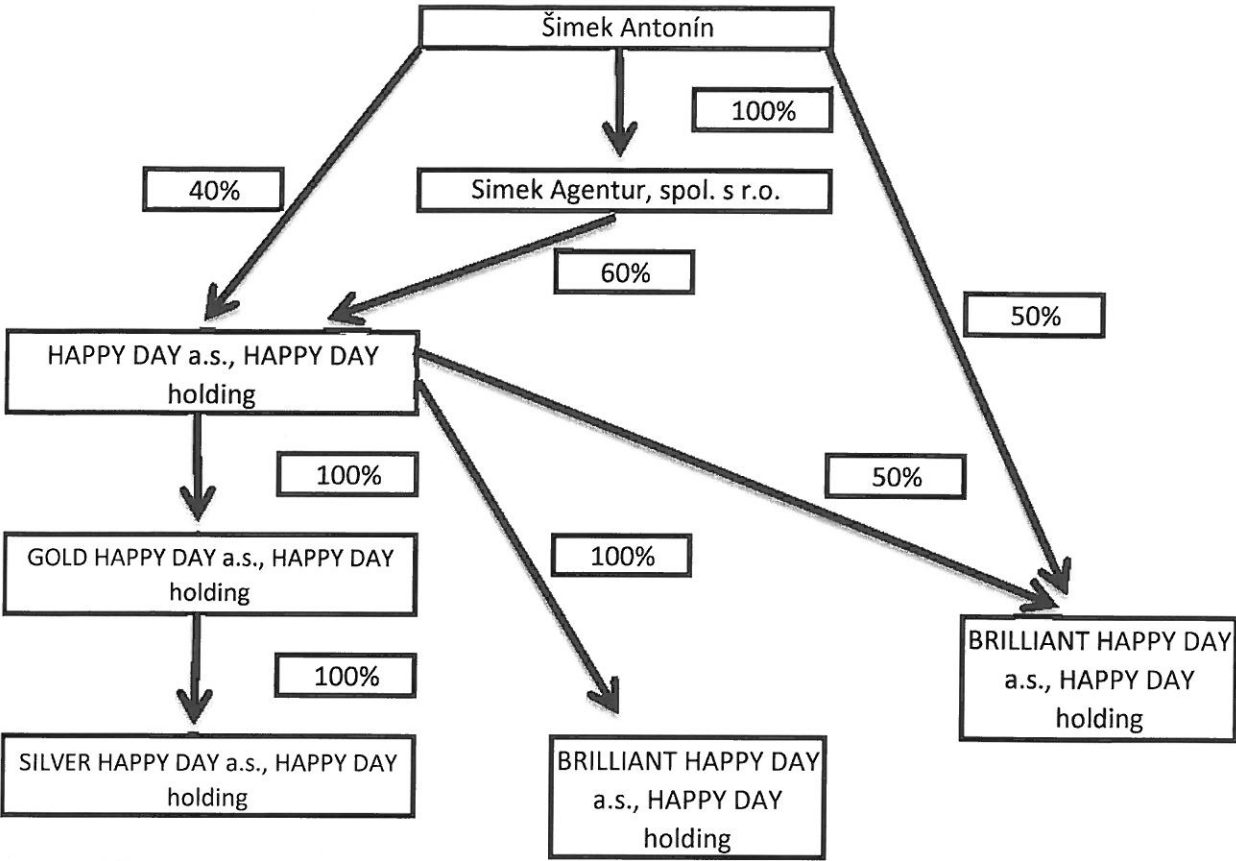 Šimek Antonín
100%
40%
Simek Agentur, spol. s r.o.
60%
50%
HAPPY DAY a.s., HAPPY DAY
holding
100%
50%
GOLD HAPPY DAY a.s., HAPPY DAY
holding
100%
BRILLIANT HAPPY DAY
a.s., HAPPY DAY
holding
100%
SILVER HAPPY DAY a.s., HAPPY DAY
holding
BRILLIANT HAPPY DAY
a.s., HAPPY DAY
holding